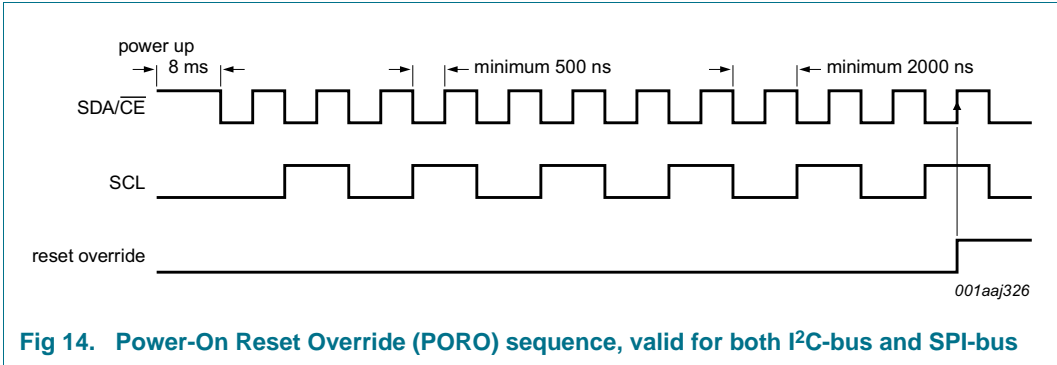 power up
8 ms
minimum 500 ns
minimum 2000 ns
SDA/C̅E̅
SCL
reset override
001aaj326
Fig 14. Power-On Reset Override (PORO) sequence, valid for both I²C-bus and SPI-bus